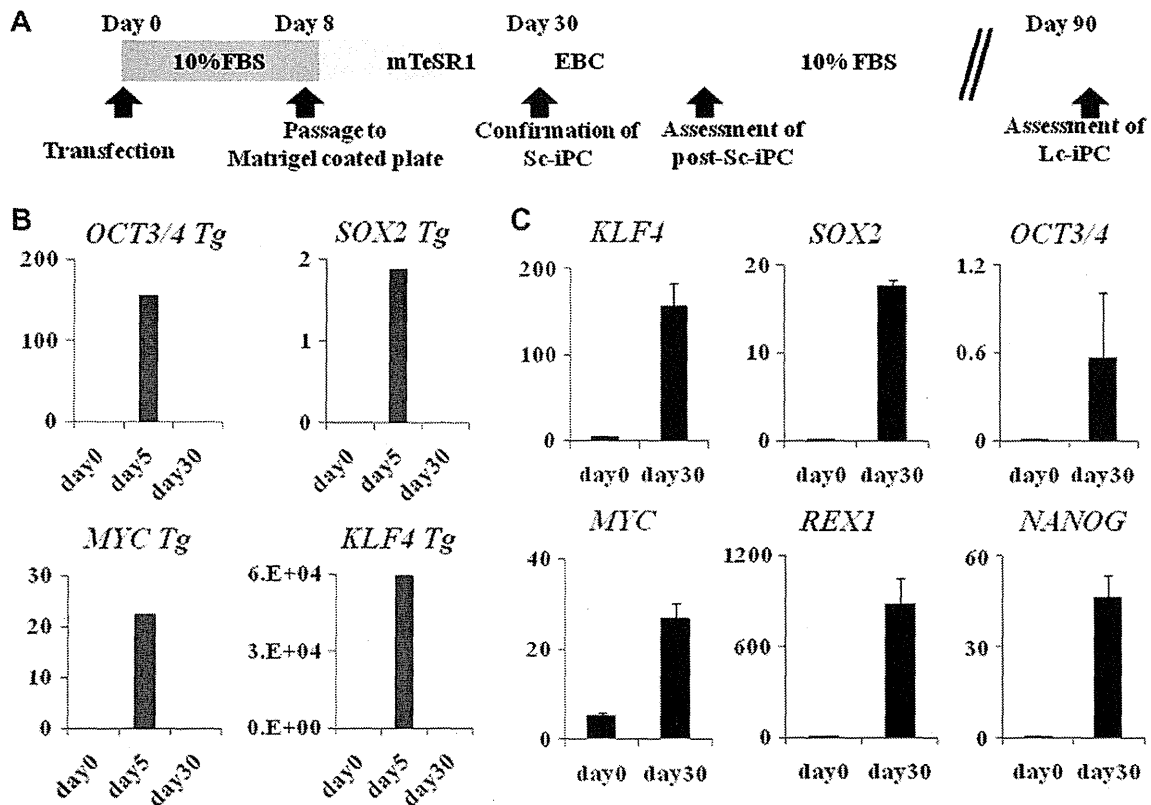 A
Day 0 Day 8 Day 30 Day 90
10%FBS mTeSR1 EBC 10% FBS
Transfection
Passage to
Matrigel coated plate
Confirmation of
Sc-iPC
Assessment of
post-Sc-iPC
Assessment of
Lc-iPC
B
OCT3/4 Tg
200
100
0
day0 day5 day30
SOX2 Tg
2
1
0
day0 day5 day30
MYC Tg
30
20
10
0
day0 day5 day30
KLF4 Tg
6.E+04
3.E+04
0.E+00
day0 day5 day30
C
KLF4
200
100
0
day0 day30
SOX2
20
10
0
day0 day30
OCT3/4
1.2
0.6
0
day0 day30
MYC
40
20
0
day0 day30
REX1
1200
600
0
day0 day30
NANOG
60
40
20
0
day0 day30